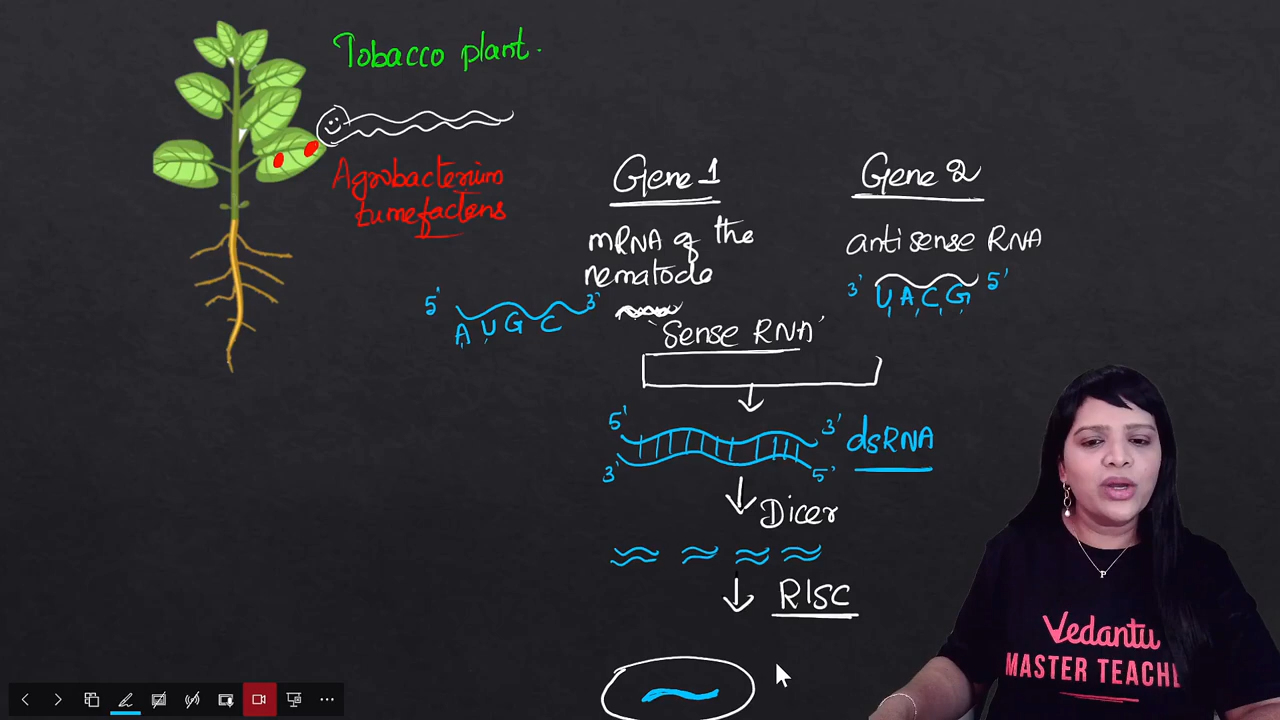 Tobacco plant.
Agrobacterium
tumefaciens
Gene 1
mRNA of the
nematode
5' 3'
A U G C
'Sense RNA'
Gene 2
antisense RNA
3' 5'
U A C G
5' 3' dsRNA
3' 5'
Dicer
RISC
Vedantu
MASTER TEACHE
P